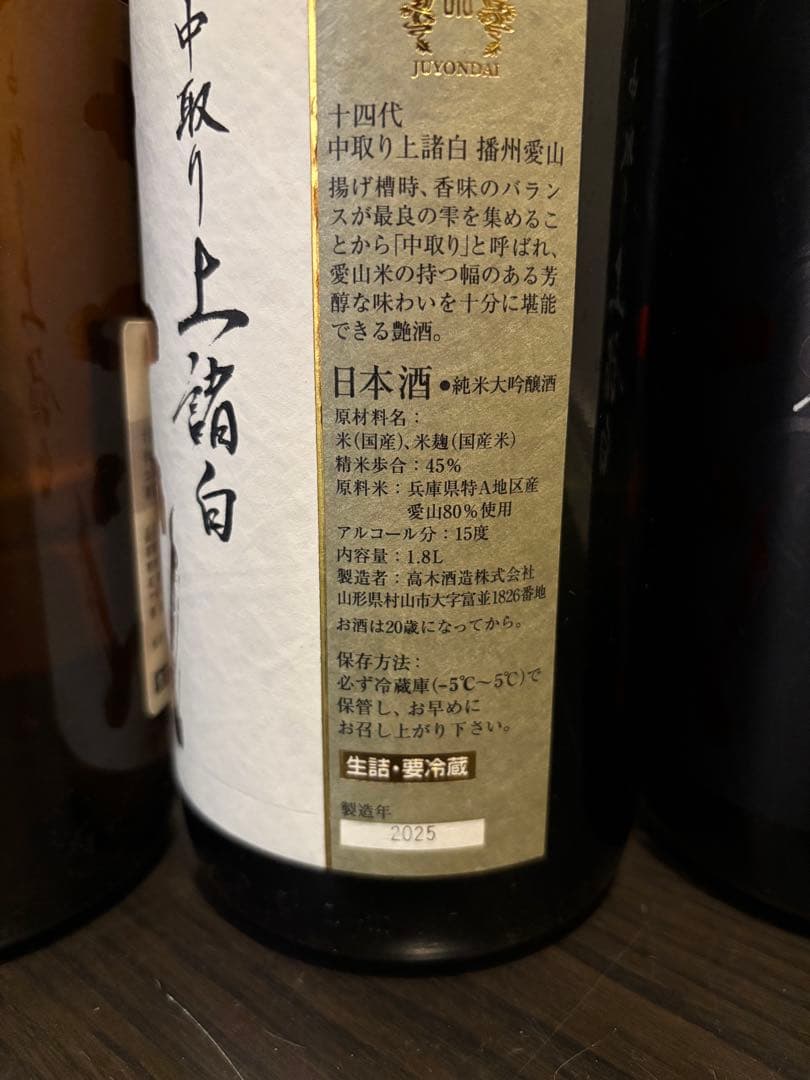 中取り上諸白
JUYONDAI
十四代
中取り上諸白 播州愛山
揚げ槽時、香味のバラン
スが最良の雫を集めるこ
とから「中取り」と呼ばれ、
愛山米の持つ幅のある芳
醇な味わいを十分に堪能
できる艶酒。
日本酒●純米大吟醸酒
原材料名：
米(国産)、米麹(国産米)
精米歩合：45%
原料米：兵庫県特A地区産
愛山80%使用
アルコール分：15度
内容量：1.8L
製造者：高木酒造株式会社
山形県村山市大字富並1826番地
お酒は20歳になってから。
保存方法：
必ず冷蔵庫(-5℃〜5℃)で
保管し、お早めに
お召し上がり下さい。
生詰・要冷蔵
製造年
2025